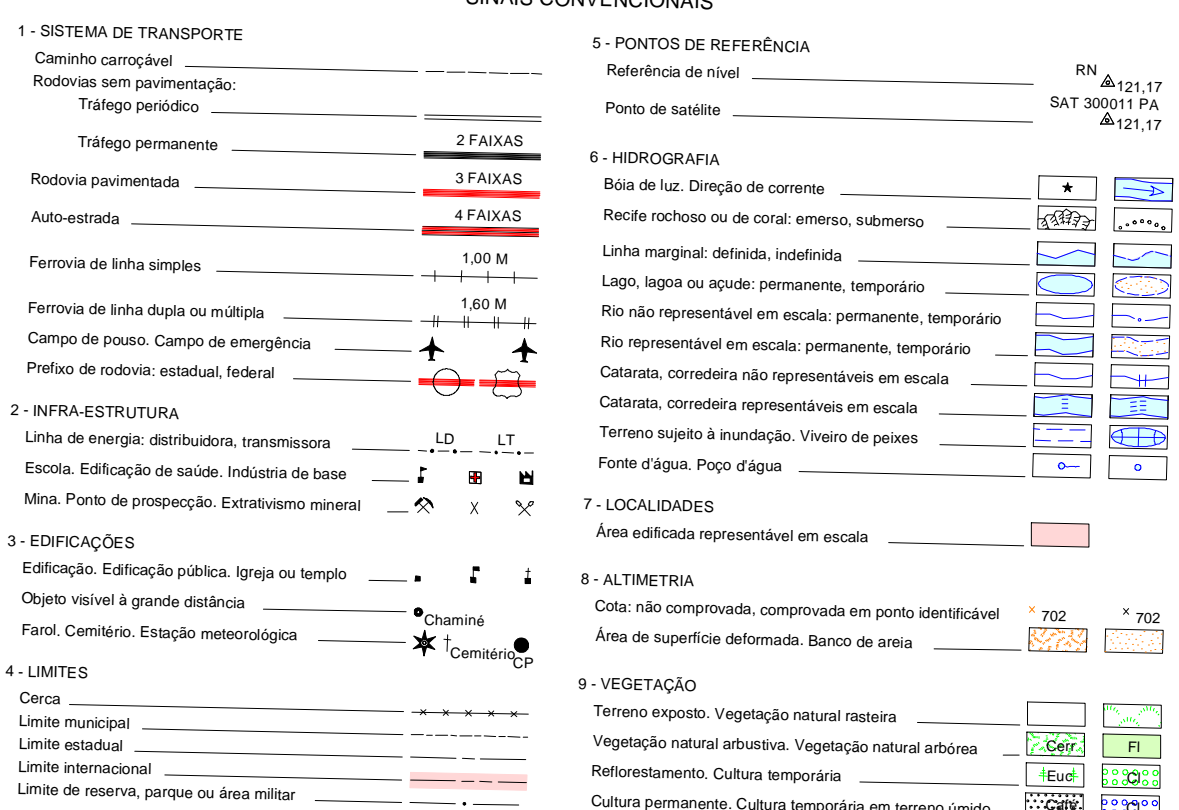 SINAIS CONVENCIONAIS
1 - SISTEMA DE TRANSPORTE
Caminho carroçável
Rodovias sem pavimentação:
Tráfego periódico
Tráfego permanente
2 FAIXAS
Rodovia pavimentada
3 FAIXAS
Auto-estrada
4 FAIXAS
Ferrovia de linha simples
1,00 M
Ferrovia de linha dupla ou múltipla
1,60 M
Campo de pouso. Campo de emergência
Prefixo de rodovia: estadual, federal
2 - INFRA-ESTRUTURA
Linha de energia: distribuidora, transmissora
LD LT
Escola. Edificação de saúde. Indústria de base
Mina. Ponto de prospecção. Extrativismo mineral
3 - EDIFICAÇÕES
Edificação. Edificação pública. Igreja ou templo
Objeto visível à grande distância
Chaminé
Farol. Cemitério. Estação meteorológica
Cemitério
CP
4 - LIMITES
Cerca
Limite municipal
Limite estadual
Limite internacional
Limite de reserva, parque ou área militar
5 - PONTOS DE REFERÊNCIA
Referência de nível
RN
121,17
Ponto de satélite
SAT 300011 PA
121,17
6 - HIDROGRAFIA
Bóia de luz. Direção de corrente
Recife rochoso ou de coral: emerso, submerso
Linha marginal: definida, indefinida
Lago, lagoa ou açude: permanente, temporário
Rio não representável em escala: permanente, temporário
Rio representável em escala: permanente, temporário
Catarata, corredeira não representáveis em escala
Catarata, corredeira representáveis em escala
Terreno sujeito à inundação. Viveiro de peixes
Fonte d'água. Poço d'água
7 - LOCALIDADES
Área edificada representável em escala
8 - ALTIMETRIA
Cota: não comprovada, comprovada em ponto identificável
702 702
Área de superfície deformada. Banco de areia
9 - VEGETAÇÃO
Terreno exposto. Vegetação natural rasteira
Vegetação natural arbustiva. Vegetação natural arbórea
Cerr Fl
Reflorestamento. Cultura temporária
Euc
Cultura permanente. Cultura temporária em terreno úmido
Café